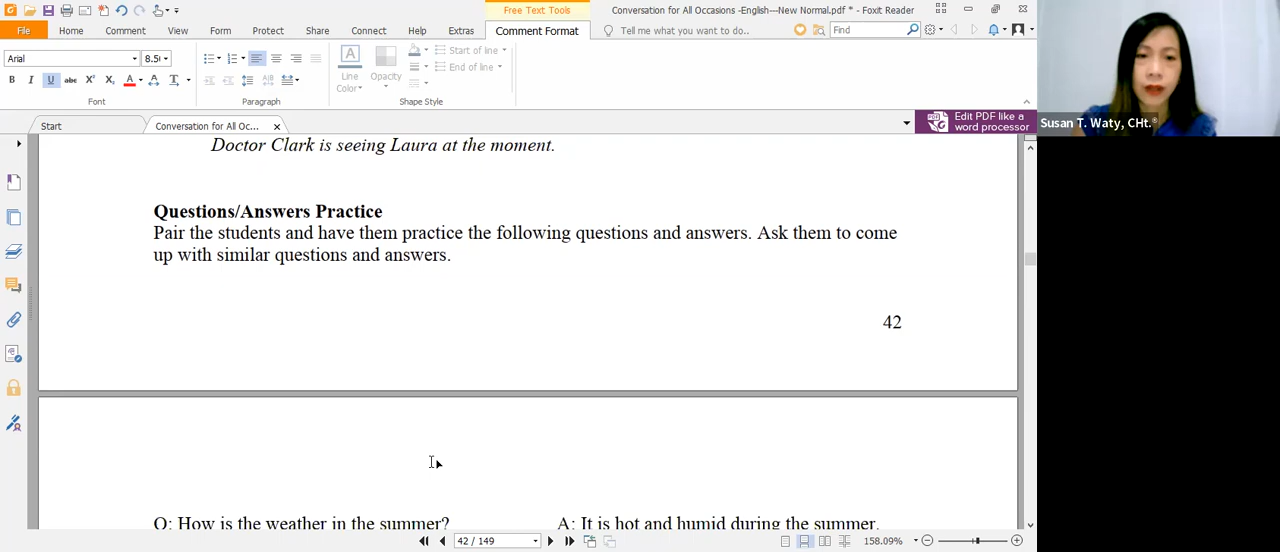 Free Text Tools
Conversation for All Occasions -English---New Normal.pdf * - Foxit Reader
File Home Comment View Form Protect Share Connect Help Extras Comment Format Tell me what you want to do.. Find
Arial 8.5
Line Color
Opacity
Start of line
End of line
Font Paragraph Shape Style
Start Conversation for All Oc...
Edit PDF like a
word processor
Susan T. Waty, CHt.®
Doctor Clark is seeing Laura at the moment.
Questions/Answers Practice
Pair the students and have them practice the following questions and answers. Ask them to come
up with similar questions and answers.
42
Q: How is the weather in the summer? A: It is hot and humid during the summer.
42 / 149 158.09%